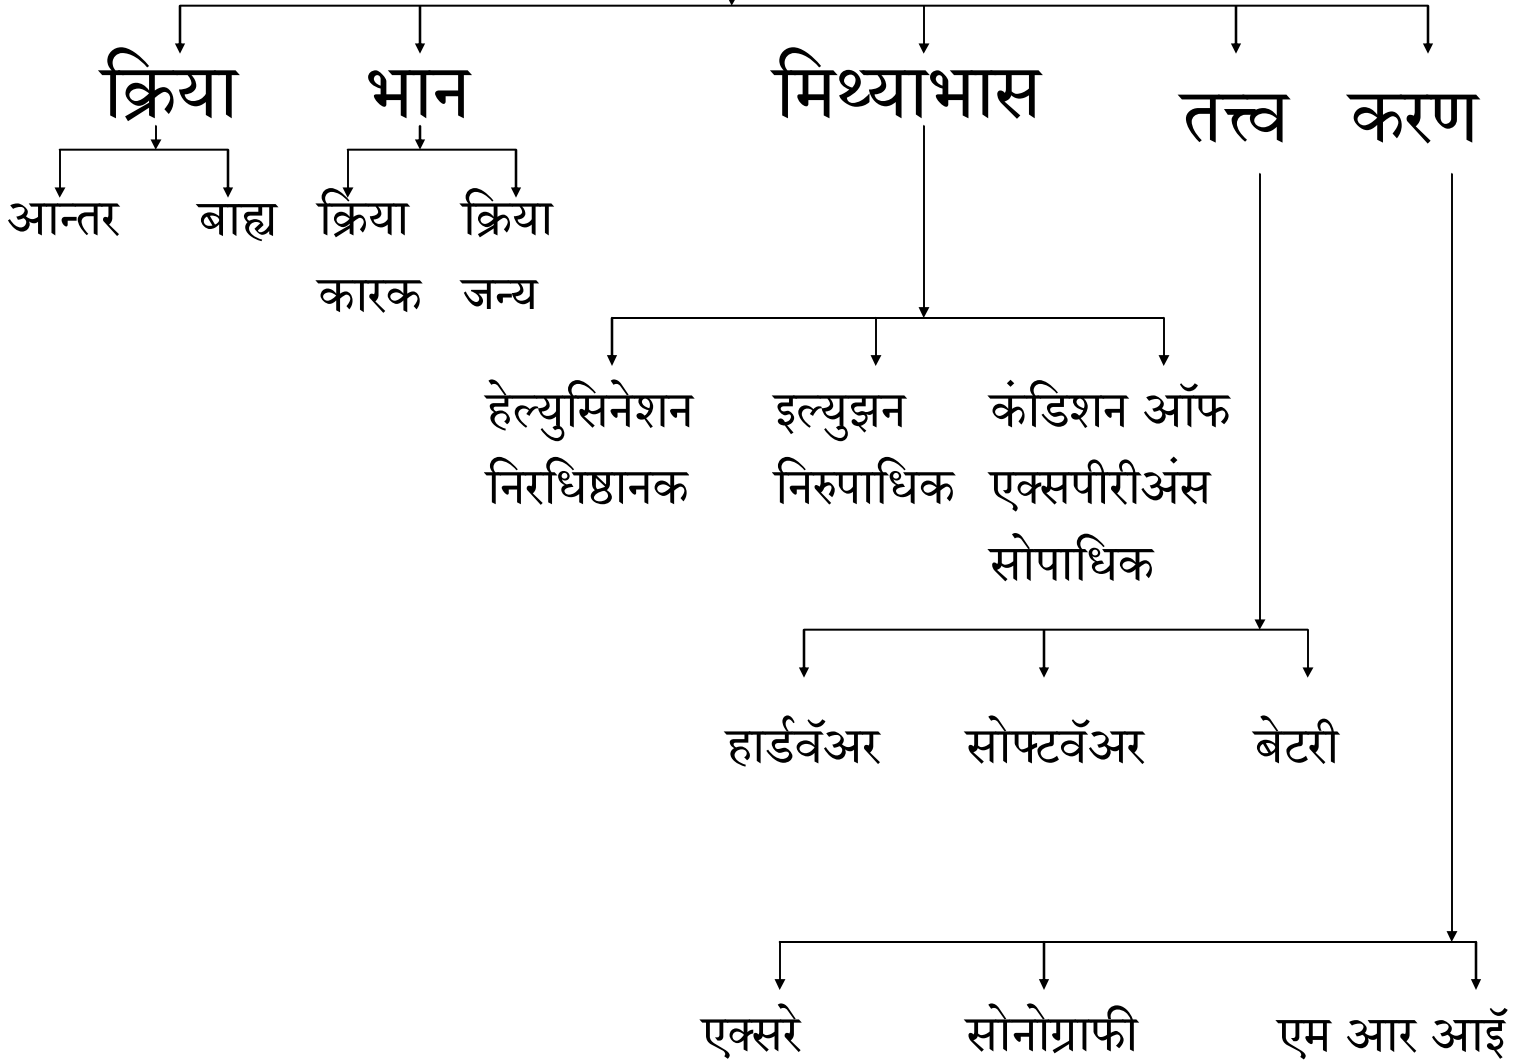 क्रिया भान मिथ्याभास तत्त्व करण
आन्तर बाह्य क्रिया क्रिया
कारक जन्य
हेल्युसिनेशन इल्युझन कंडिशन ऑफ
निरधिष्ठानक निरुपाधिक एक्सपीरीअंस
सोपाधिक
हार्डवॅअर सोफ्टवॅअर बेटरी
एक्सरे सोनोग्राफी एम आर आइॅ